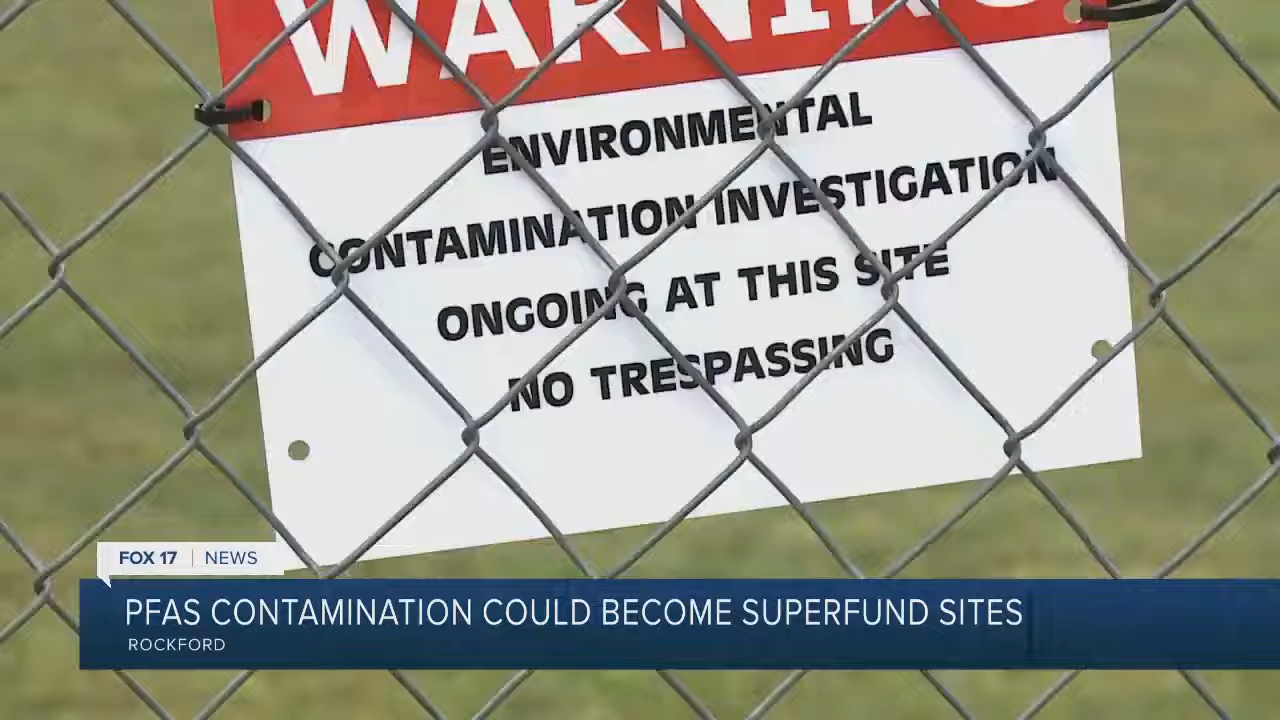 WARNING
ENVIRONMENTAL
CONTAMINATION INVESTIGATION
ONGOING AT THIS SITE
NO TRESPASSING
FOX 17 | NEWS
PFAS CONTAMINATION COULD BECOME SUPERFUND SITES
ROCKFORD